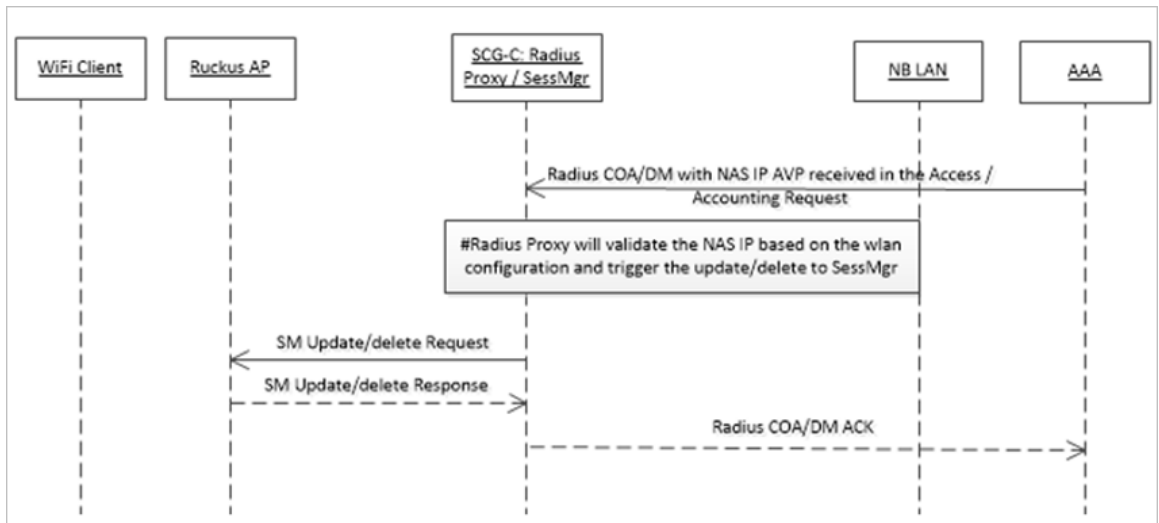 WiFi Client
Ruckus AP
SCG-C: Radius
Proxy / SessMgr
NB LAN
AAA
Radius COA/DM with NAS IP AVP received in the Access /
Accounting Request
#Radius Proxy will validate the NAS IP based on the wlan
configuration and trigger the update/delete to SessMgr
SM Update/delete Request
SM Update/delete Response
Radius COA/DM ACK